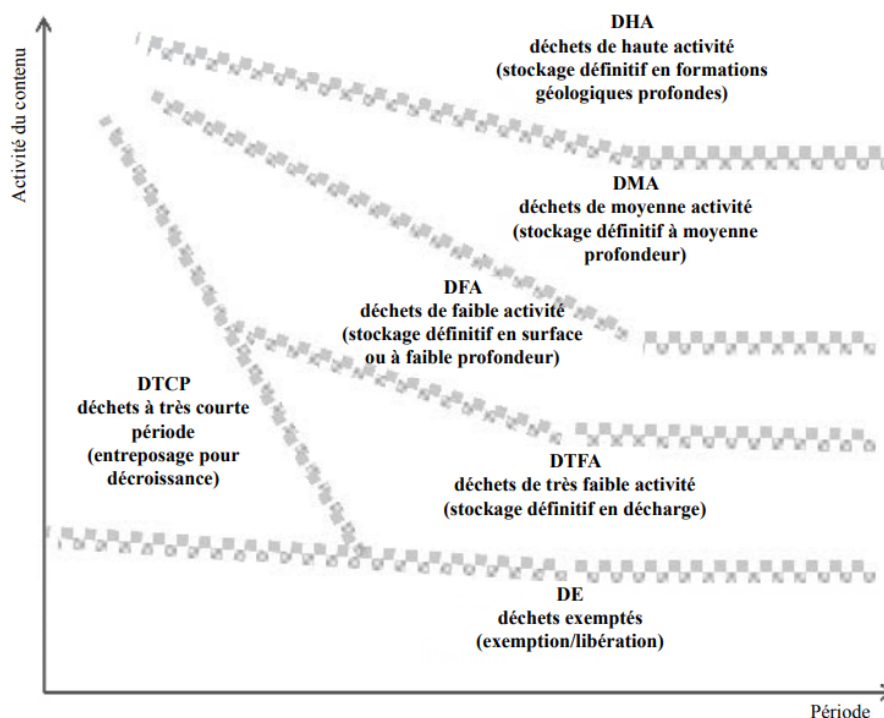 Activité du contenu
DHA
déchets de haute activité
(stockage définitif en formations
géologiques profondes)
DMA
déchets de moyenne activité
(stockage définitif à moyenne
profondeur)
DFA
déchets de faible activité
(stockage définitif en surface
ou à faible profondeur)
DTCP
déchets à très courte
période
(entreposage pour
décroissance)
DTFA
déchets de très faible activité
(stockage définitif en décharge)
DE
déchets exemptés
(exemption/libération)
Période